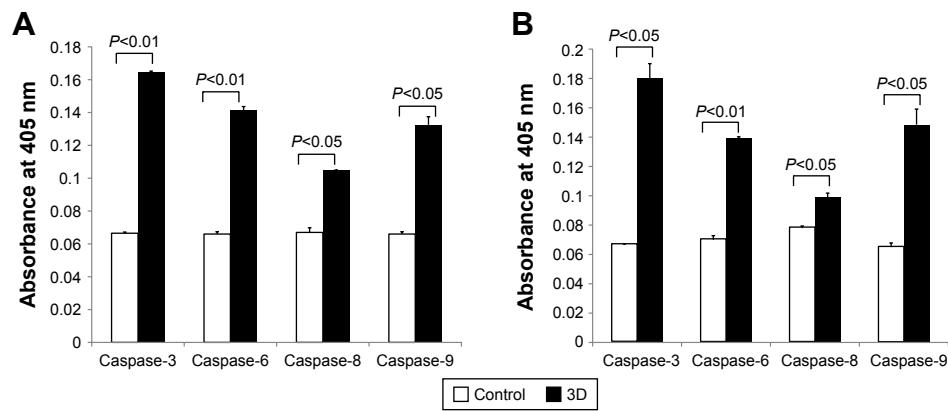 A
Absorbance at 405 nm
0.18
0.16
0.14
0.12
0.1
0.08
0.06
0.04
0.02
0
P<0.01
P<0.01
P<0.05
P<0.05
Caspase-3 Caspase-6 Caspase-8 Caspase-9
B
Absorbance at 405 nm
0.2
0.18
0.16
0.14
0.12
0.1
0.08
0.06
0.04
0.02
0
P<0.05
P<0.01
P<0.05
P<0.05
Caspase-3 Caspase-6 Caspase-8 Caspase-9
Control 3D